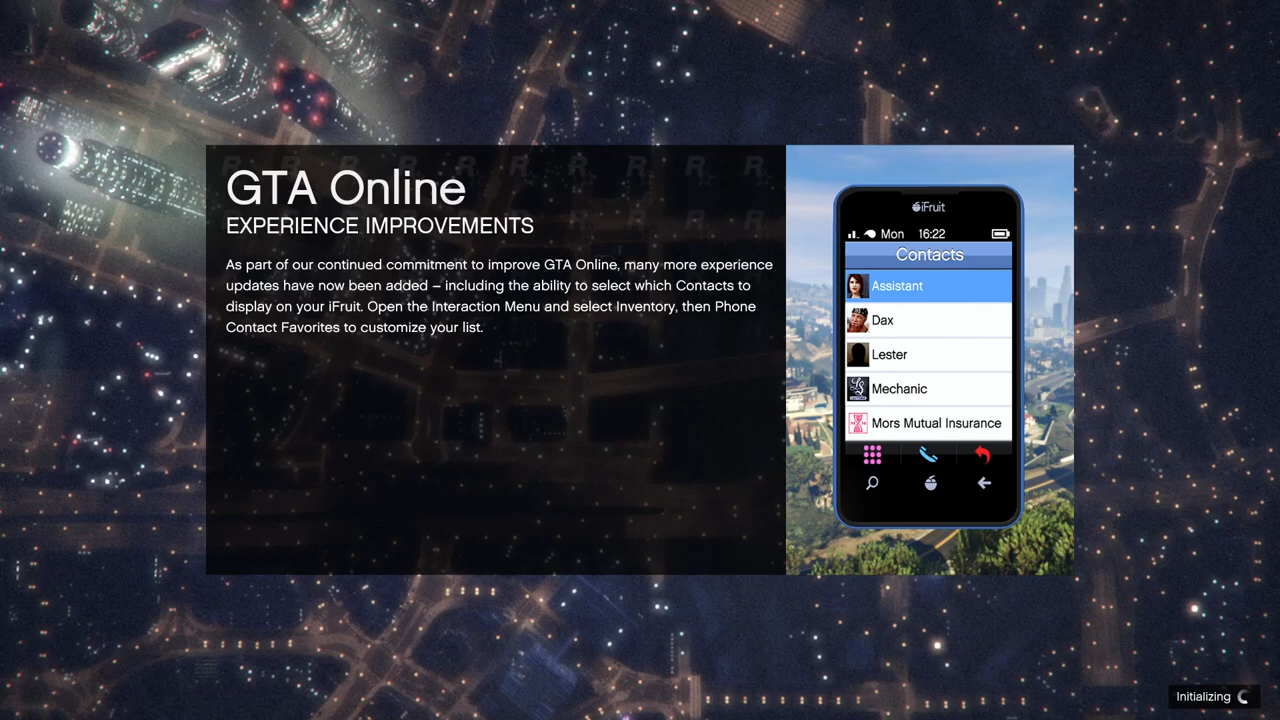 GTA Online
EXPERIENCE IMPROVEMENTS
As part of our continued commitment to improve GTA Online, many more experience
updates have now been added – including the ability to select which Contacts to
display on your iFruit. Open the Interaction Menu and select Inventory, then Phone
Contact Favorites to customize your list.
iFruit
Mon 16:22
Contacts
Assistant
Dax
Lester
Mechanic
Mors Mutual Insurance
Initializing